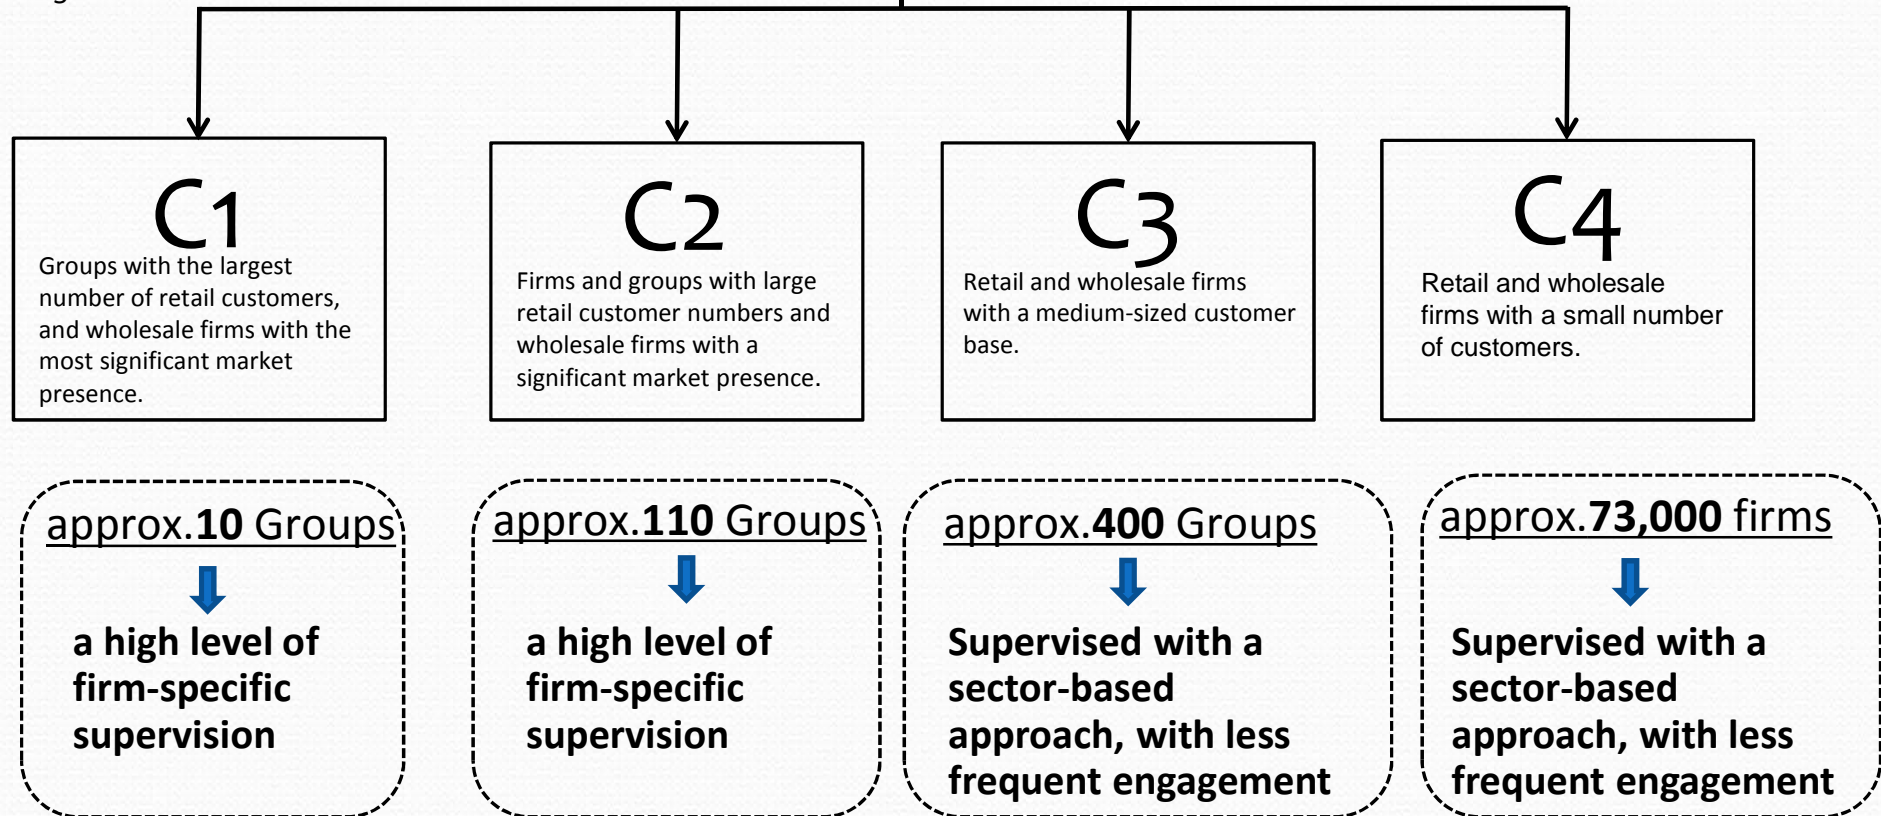 C1
Groups with the largest
number of retail customers,
and wholesale firms with the
most significant market
presence.
C2
Firms and groups with large
retail customer numbers and
wholesale firms with a
significant market presence.
C3
Retail and wholesale firms
with a medium-sized customer
base.
C4
Retail and wholesale
firms with a small number
of customers.
approx.10 Groups
a high level of
firm-specific
supervision
approx.110 Groups
a high level of
firm-specific
supervision
approx.400 Groups
Supervised with a
sector-based
approach, with less
frequent engagement
approx.73,000 firms
Supervised with a
sector-based
approach, with less
frequent engagement